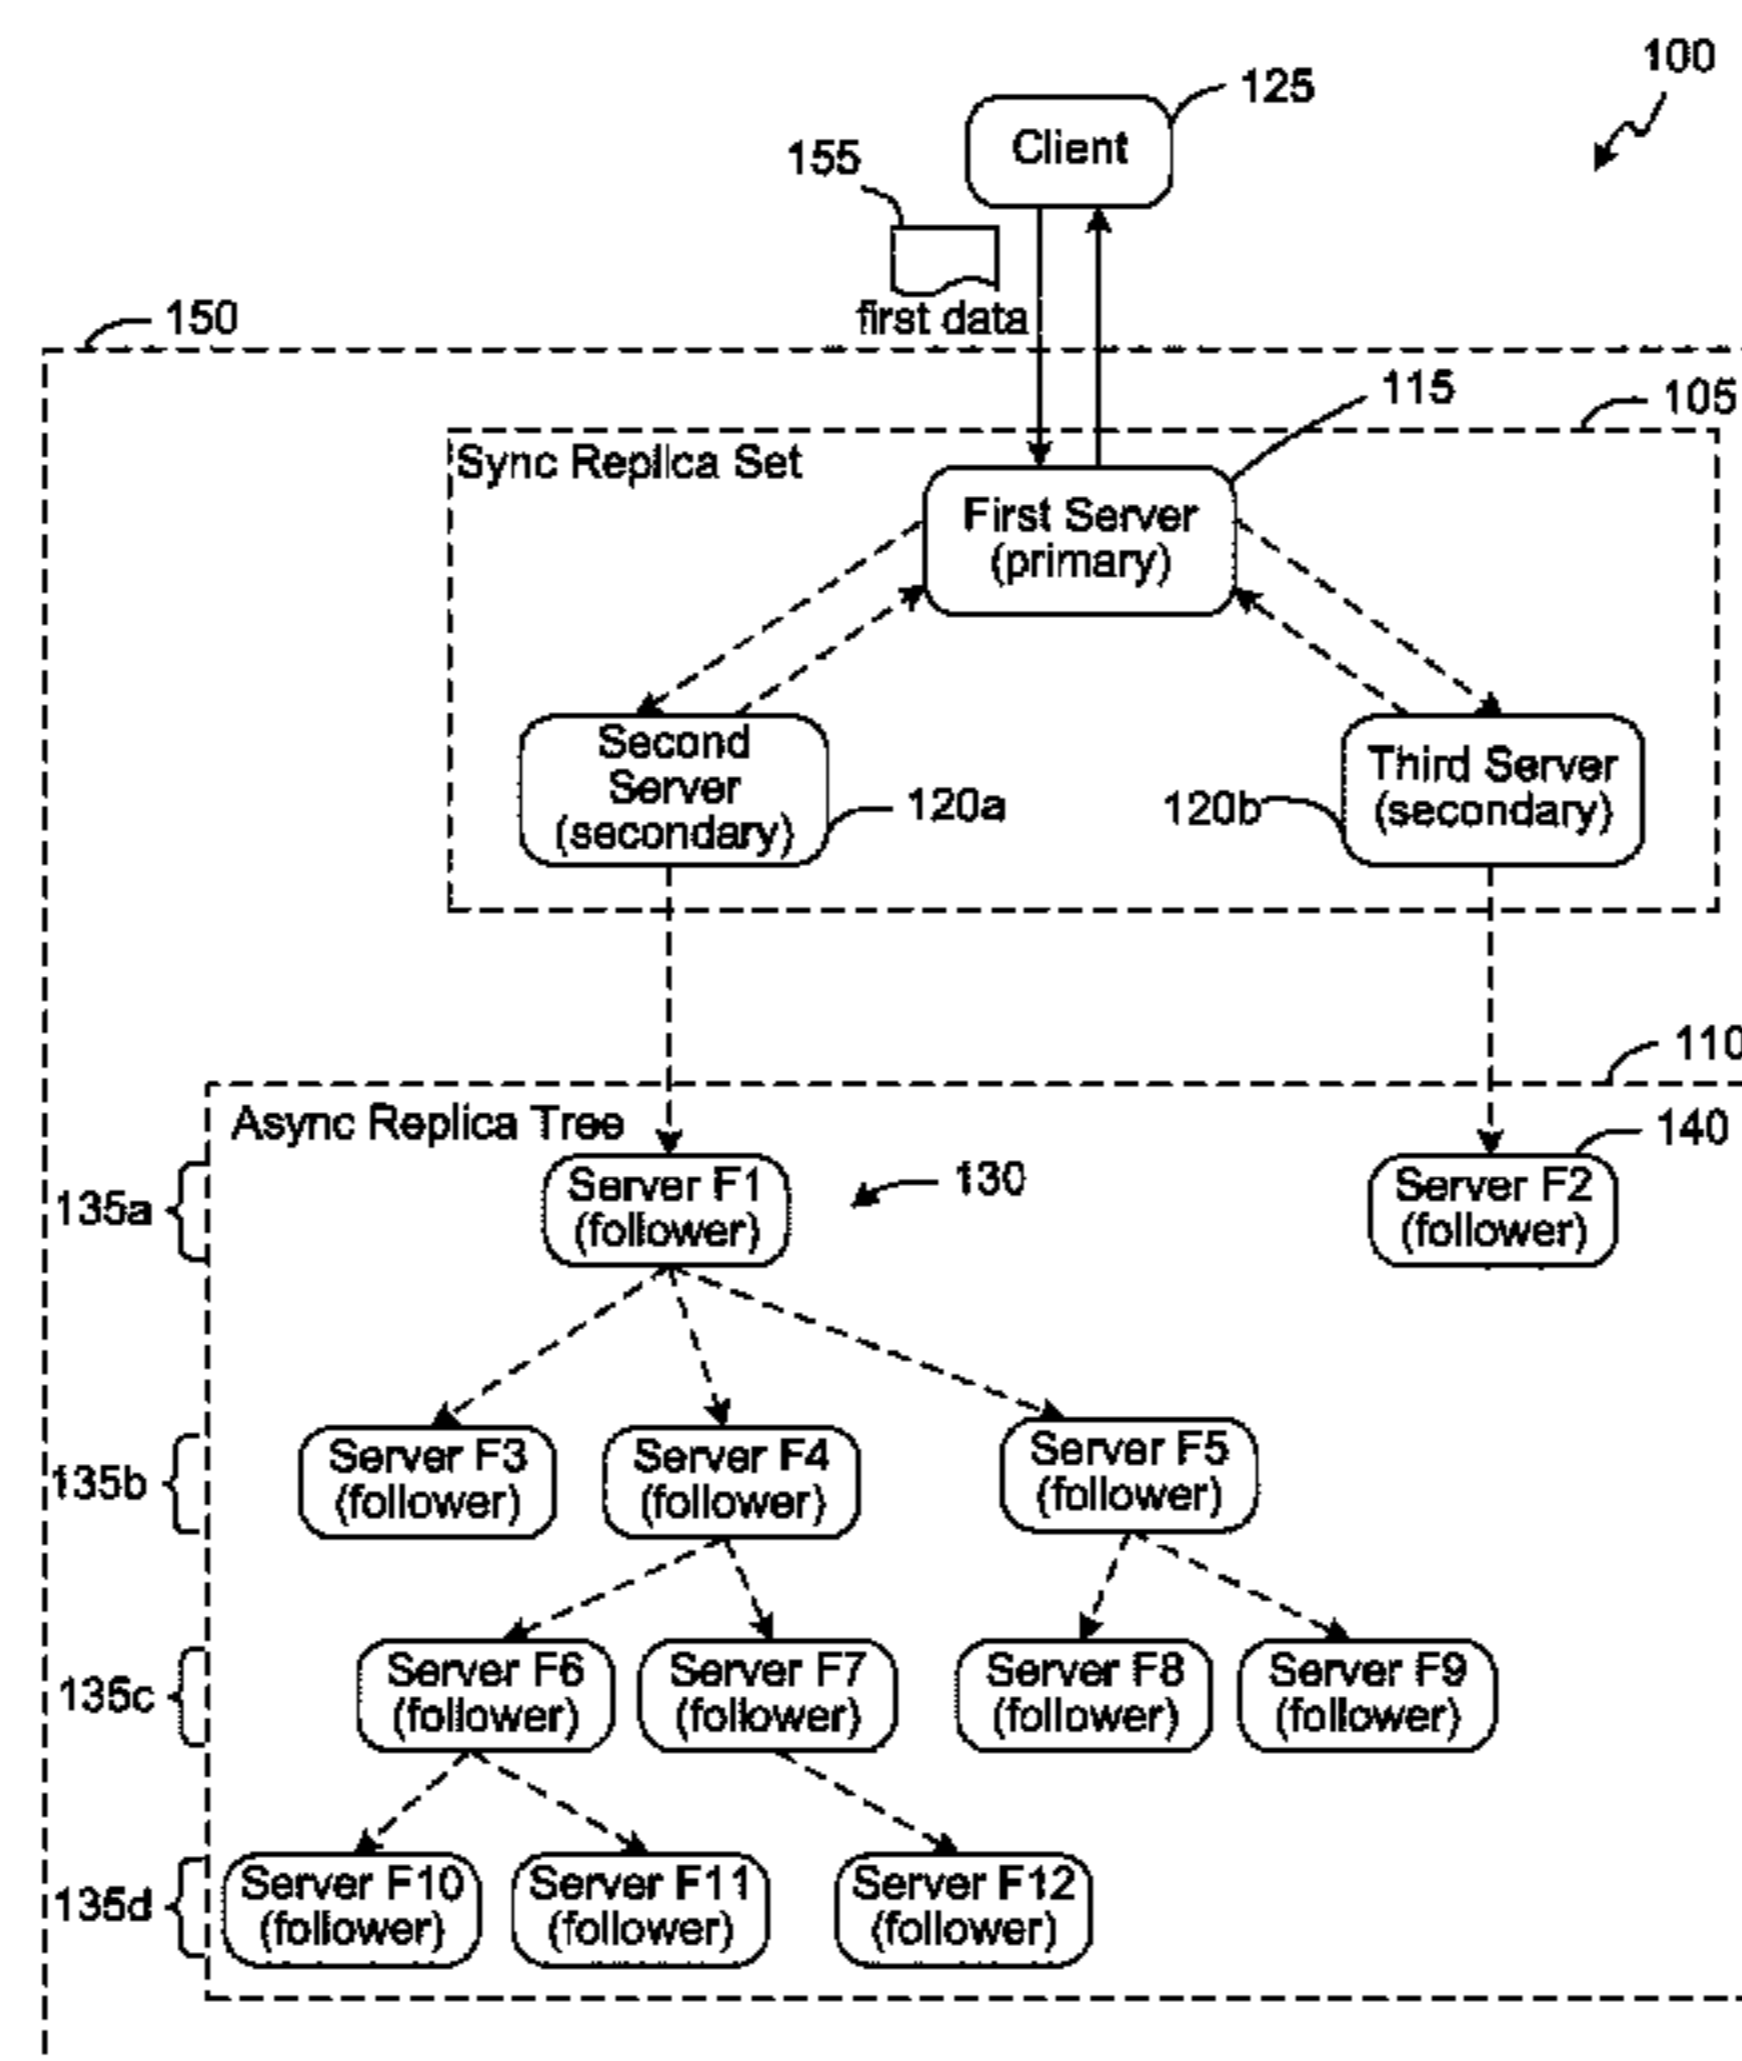 100
125
Client
155
first data
150
115
105
Sync Replica Set
First Server
(primary)
Second
Server
(secondary)
120a
120b
Third Server
(secondary)
110
Async Replica Tree
140
135a
Server F1
(follower)
130
Server F2
(follower)
135b
Server F3
(follower)
Server F4
(follower)
Server F5
(follower)
135c
Server F6
(follower)
Server F7
(follower)
Server F8
(follower)
Server F9
(follower)
135d
Server F10
(follower)
Server F11
(follower)
Server F12
(follower)